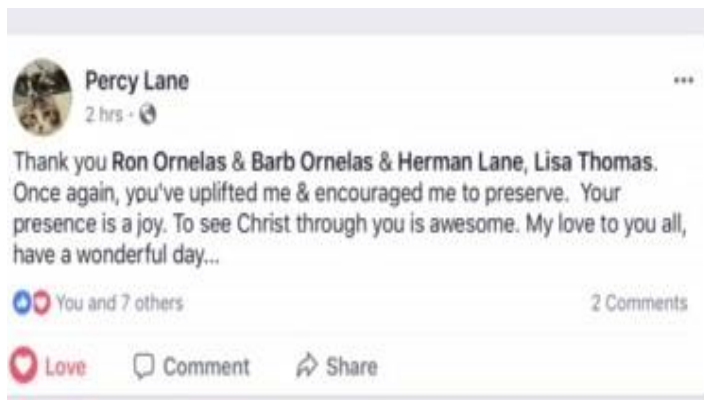 Percy Lane
2 hrs ·
Thank you Ron Ornelas & Barb Ornelas & Herman Lane, Lisa Thomas.
Once again, you've uplifted me & encouraged me to preserve. Your
presence is a joy. To see Christ through you is awesome. My love to you all,
have a wonderful day...
You and 7 others 2 Comments
Love Comment Share